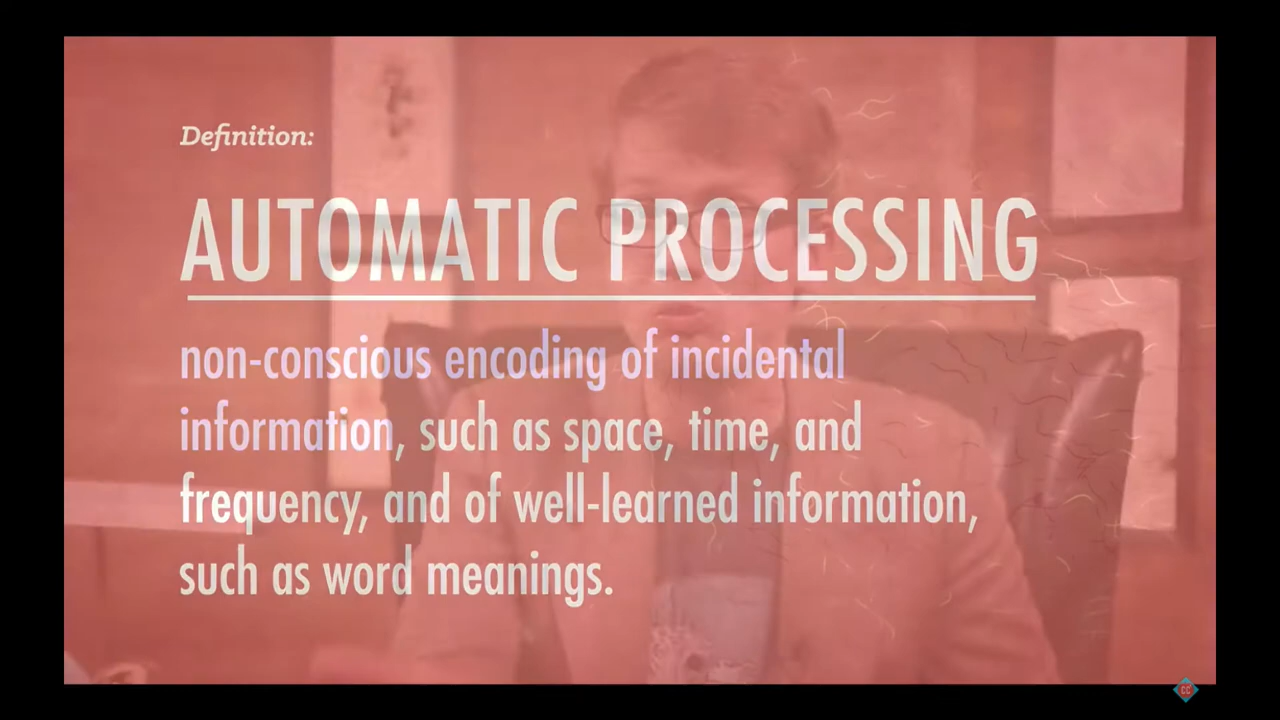 Definition:
AUTOMATIC PROCESSING
non-conscious encoding of incidental
information, such as space, time, and
frequency, and of well-learned information,
such as word meanings.
CC